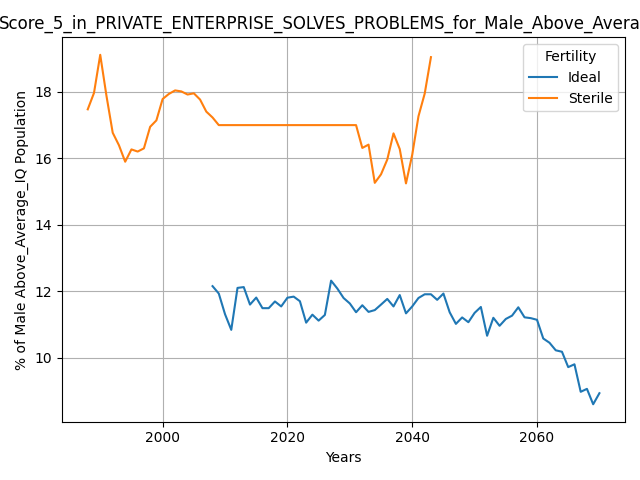 Score_5_in_PRIVATE_ENTERPRISE_SOLVES_PROBLEMS_for_Male_Above_Avera
Fertility
Ideal
Sterile
% of Male Above_Average_IQ Population
18
16
14
12
10
2000 2020 2040 2060
Years